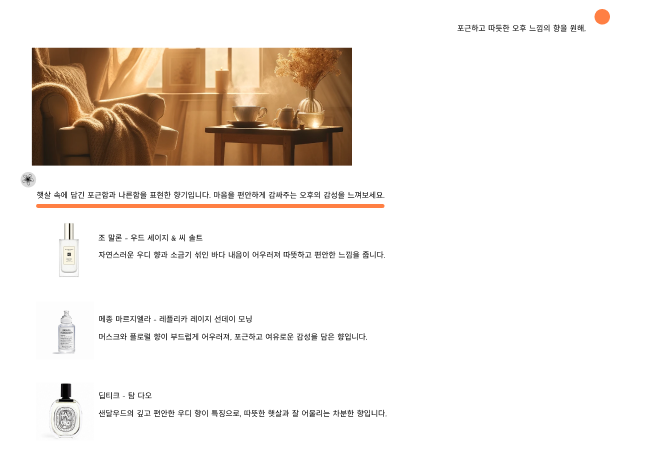 포근하고 따듯한 오후 느낌의 향을 원해.
햇살 속에 담긴 포근함과 나른함을 표현한 향기입니다. 마음을 편안하게 감싸주는 오후의 감성을 느껴보세요.
조 말론 - 우드 세이지 & 씨 솔트
자연스러운 우디 향과 소금기 섞인 바다 내음이 어우러져 따뜻하고 편안한 느낌을 줍니다.
메종 마르지엘라 - 레플리카 레이지 선데이 모닝
머스크와 플로럴 향이 부드럽게 어우러져, 포근하고 여유로운 감성을 담은 향입니다.
딥티크 - 탐 다오
샌달우드의 깊고 편안한 우디 향이 특징으로, 따뜻한 햇살과 잘 어울리는 차분한 향입니다.